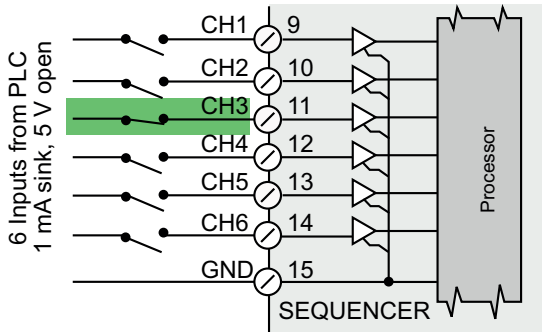 6 Inputs from PLC
1 mA sink, 5 V open
CH1 9
CH2 10
CH3 11
CH4 12
CH5 13
CH6 14
GND 15
SEQUENCER
Processor